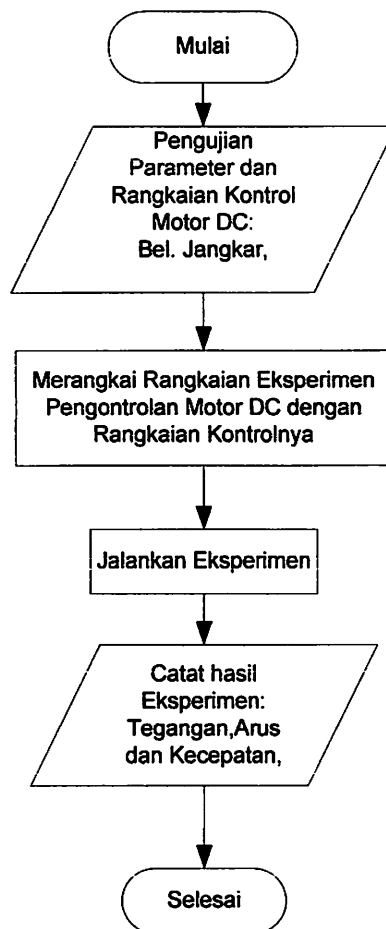 Mulai
Pengujian
Parameter dan
Rangkaian Kontrol
Motor DC:
Bel. Jangkar,
Merangkai Rangkaian Eksperimen
Pengontrolan Motor DC dengan
Rangkaian Kontrolnya
Jalankan Eksperimen
Catat hasil
Eksperimen:
Tegangan,Arus
dan Kecepatan,
Selesai